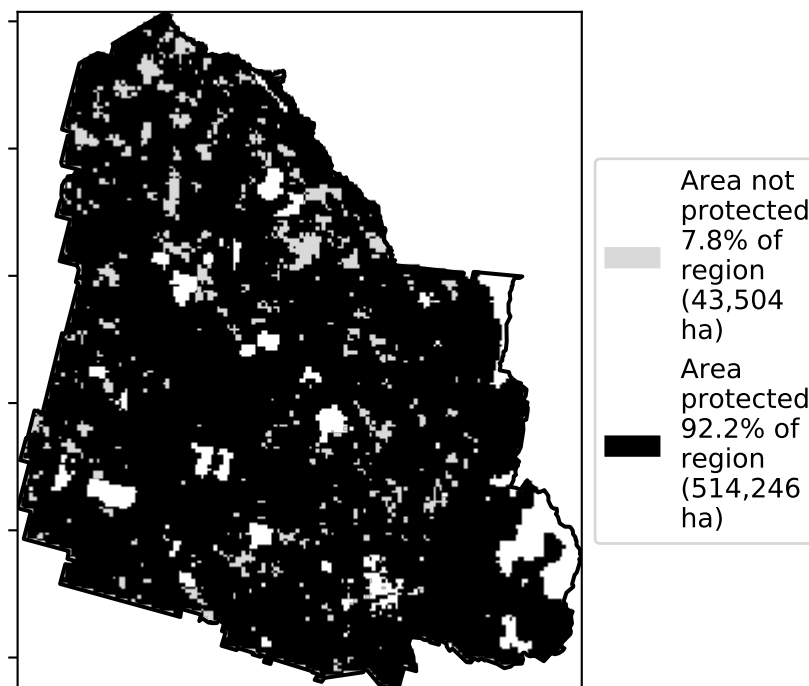 Area not
protected
7.8% of
region
(43,504
ha)
Area
protected
92.2% of
region
(514,246
ha)